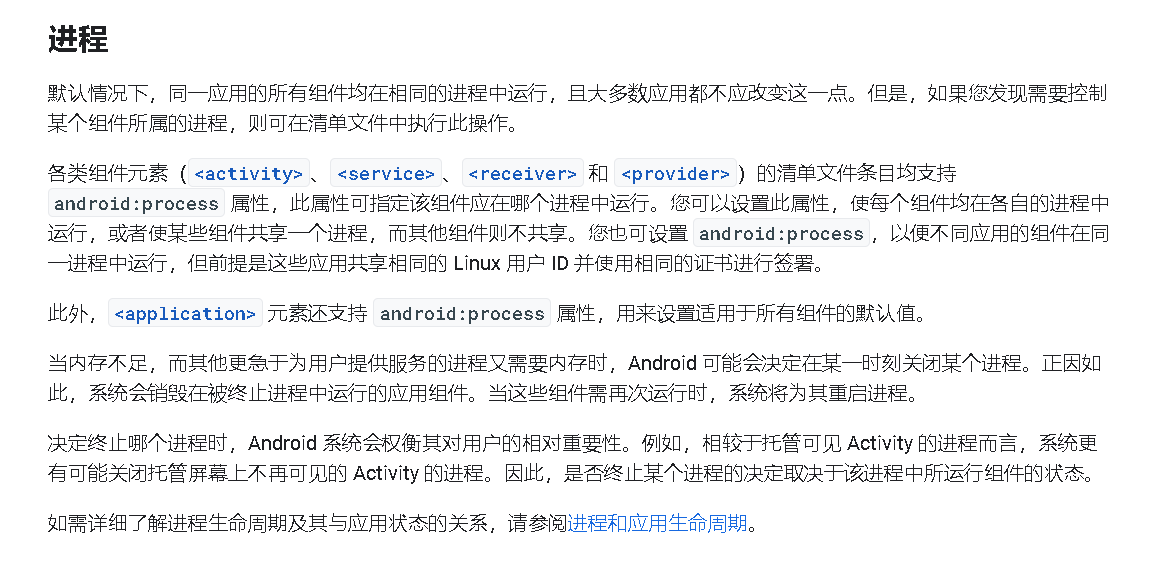 进程
默认情况下，同一应用的所有组件均在相同的进程中运行，且大多数应用都不应改变这一点。但是，如果您发现需要控制
某个组件所属的进程，则可在清单文件中执行此操作。
各类组件元素（<activity>、<service>、<receiver> 和 <provider>）的清单文件条目均支持
android:process 属性，此属性可指定该组件应在哪个进程中运行。您可以设置此属性，使每个组件均在各自的进程中
运行，或者使某些组件共享一个进程，而其他组件则不共享。您也可设置 android:process，以便不同应用的组件在同
一进程中运行，但前提是这些应用共享相同的 Linux 用户 ID 并使用相同的证书进行签署。
此外，<application> 元素还支持 android:process 属性，用来设置适用于所有组件的默认值。
当内存不足，而其他更急于为用户提供服务的进程又需要内存时，Android 可能会决定在某一时刻关闭某个进程。正因如
此，系统会销毁在被终止进程中运行的应用组件。当这些组件需再次运行时，系统将为其重启进程。
决定终止哪个进程时，Android 系统会权衡其对用户的相对重要性。例如，相较于托管可见 Activity 的进程而言，系统更
有可能关闭托管屏幕上不再可见的 Activity 的进程。因此，是否终止某个进程的决定取决于该进程中所运行组件的状态。
如需详细了解进程生命周期及其与应用状态的关系，请参阅进程和应用生命周期。